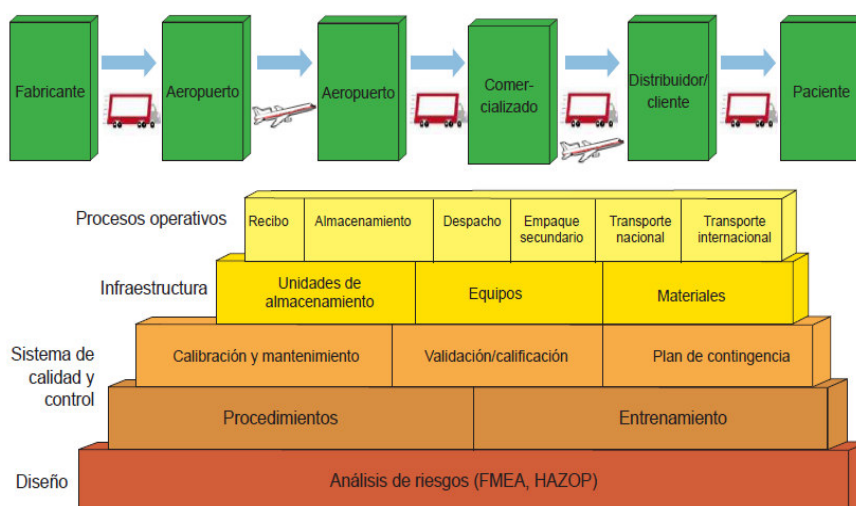 Fabricante
Aeropuerto
Aeropuerto
Comer-
cializado
Distribuidor/
cliente
Paciente
Procesos operativos
Recibo
Almacenamiento
Despacho
Empaque
secundario
Transporte
nacional
Transporte
internacional
Infraestructura
Unidades de
almacenamiento
Equipos
Materiales
Sistema de
calidad y
control
Calibración y mantenimiento
Validación/calificación
Plan de contingencia
Procedimientos
Entrenamiento
Diseño
Análisis de riesgos (FMEA, HAZOP)